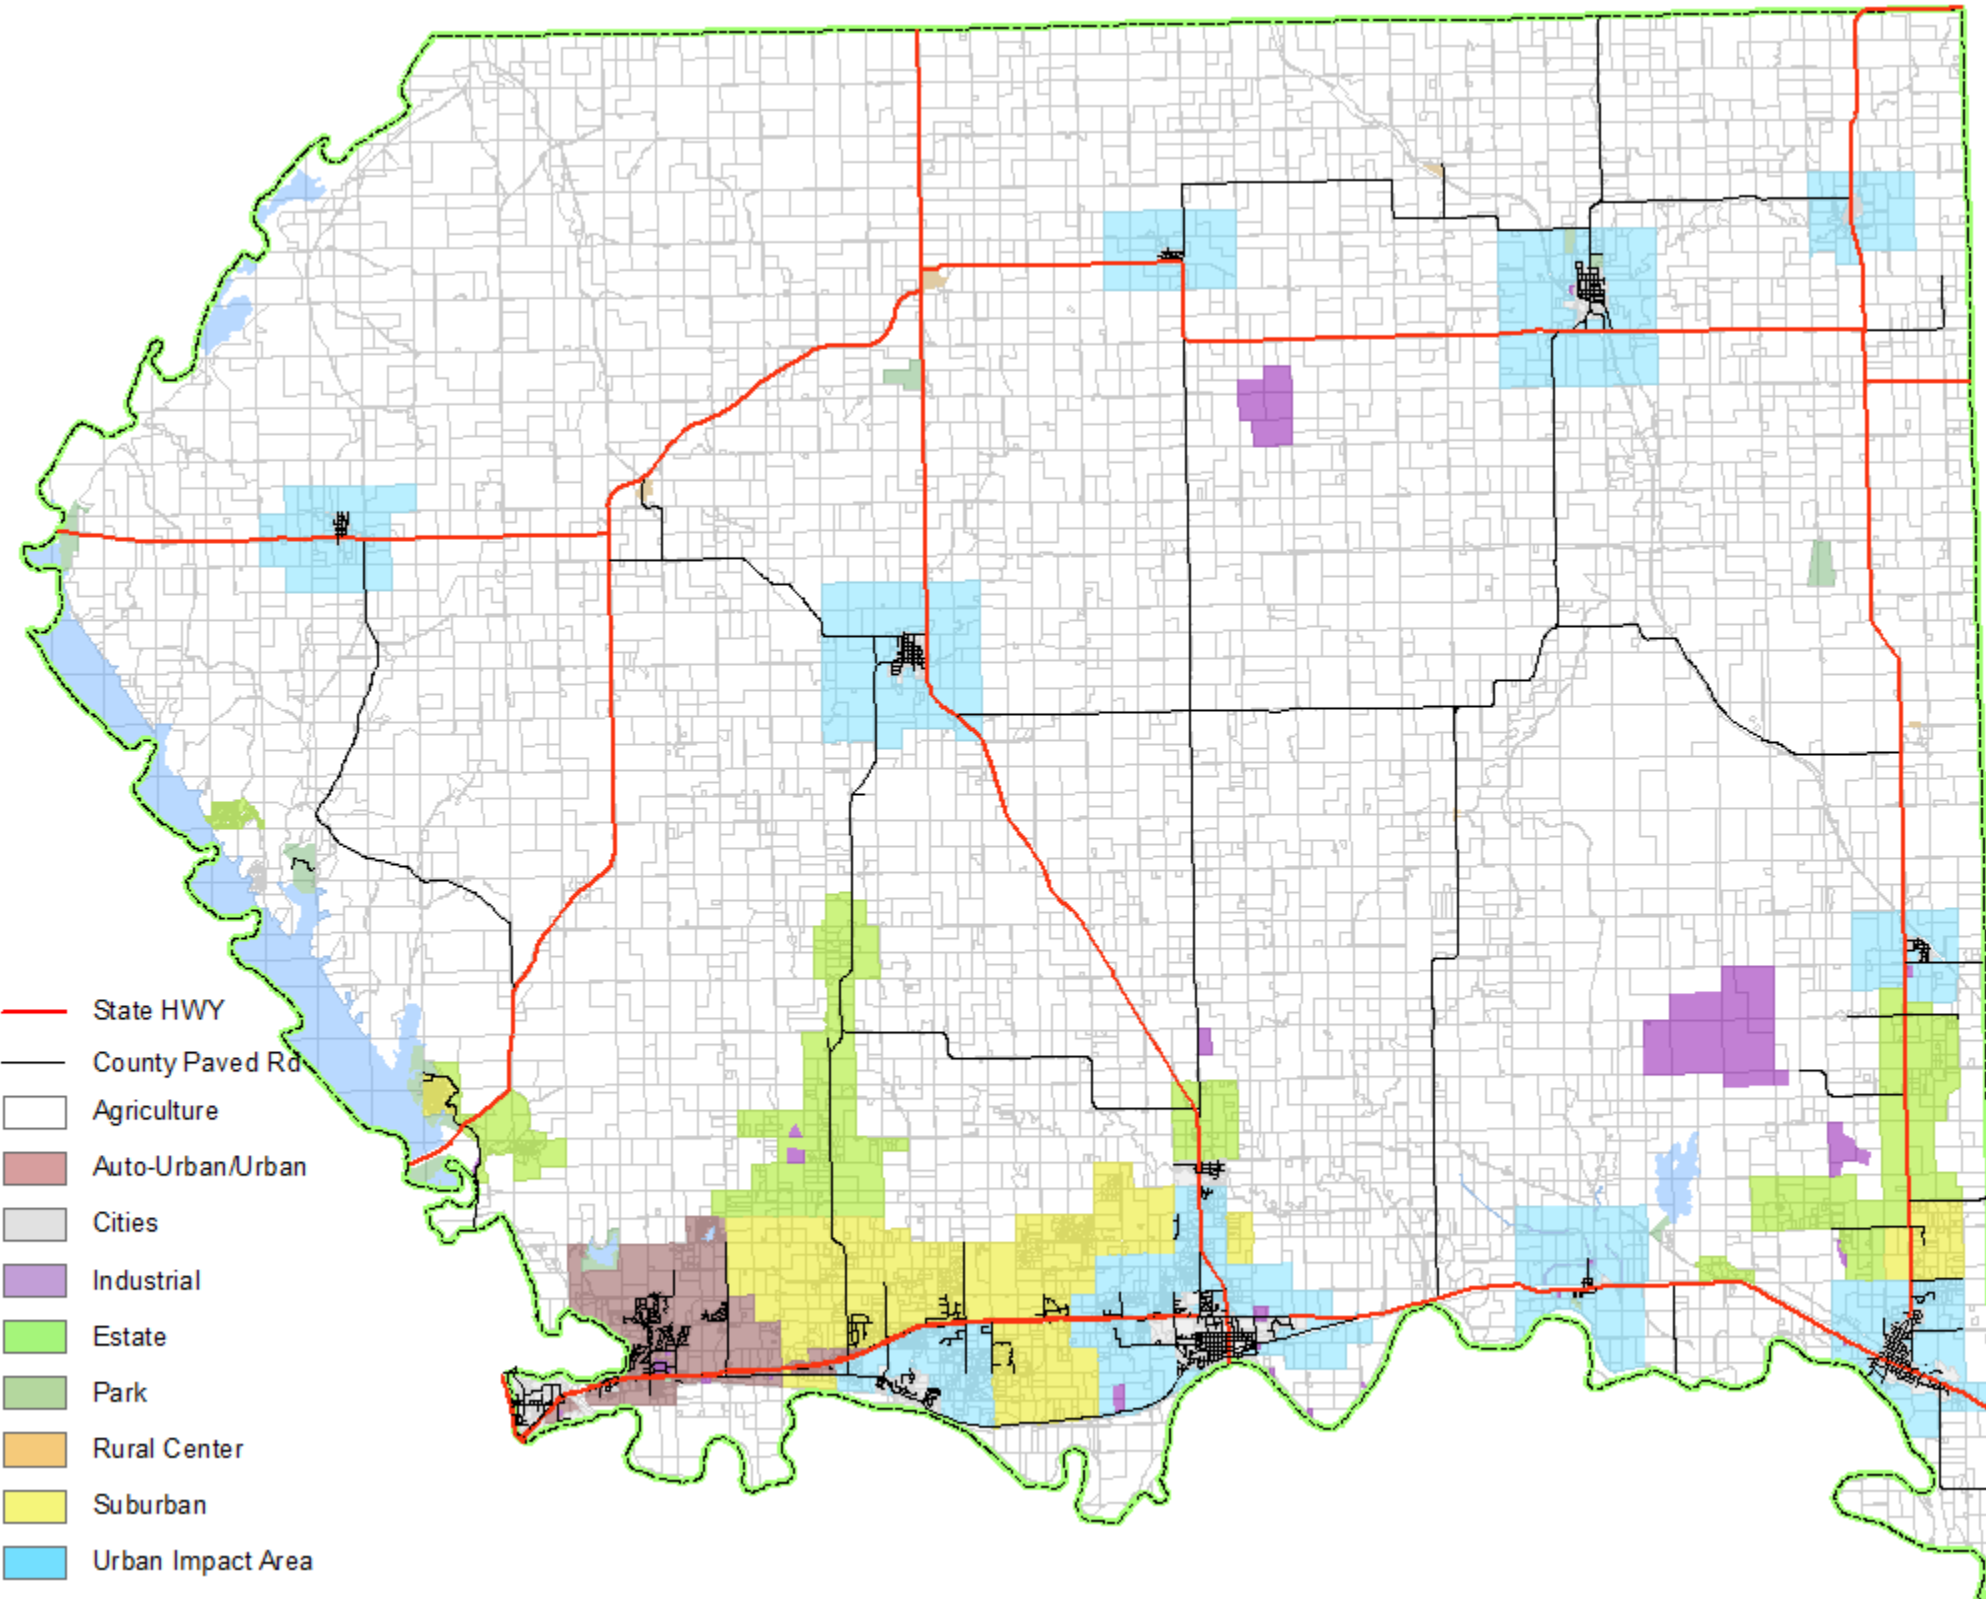 State HWY
County Paved Rd
Agriculture
Auto-Urban/Urban
Cities
Industrial
Estate
Park
Rural Center
Suburban
Urban Impact Area